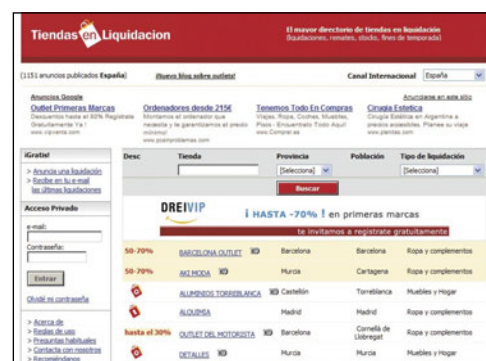 Tiendas en Liquidacion
El mayor directorio de tiendas en liquidación
(liquidaciones, remates, stocks, fines de temporada)
(1151 anuncios publicados España)
¡Nuevo blog sobre outlets!
Canal Internacional España
Anuncios Google
Anunciarse en este sitio
Outlet Primeras Marcas
Descuentos hasta el 80% Registrate Gratuitamente Ya !
www.vipventa.com
Ordenadores desde 215€
Montamos el ordenador que necesita y le garantizamos el precio mínimo!
www.pcsinproblemas.com
Tenemos Todo En Compras
Viajes, Ropa, Coches, Muebles, Pisos - Encuentralo Todo Aquí!
www.Comprar.es
Cirugia Estetica
Cirugía Estética en Argentina a precios accesibles. Planee su viaje
www.plenitas.com
¡Gratis!
> Anuncia una liquidación
> Recibe en tu e-mail
las últimas liquidaciones
Acceso Privado
e-mail:
Contraseña:
Entrar
Olvidé mi contraseña
> Acerca de
> Reglas de uso
> Preguntas habituales
> Contacta con nosotros
> Recomiéndanos
Desc Tienda Provincia Población Tipo de liquidación
[Selecciona] [Selecciona]
Buscar
DREIVIP
¡ HASTA -70% ! en primeras marcas
te invitamos a registrate gratuitamente
50-70% BARCELONA OUTLET Barcelona Barcelona Ropa y complementos
50-70% AKI MODA Murcia Cartagena Ropa y complementos
ALUMINIOS TORREBLANCA Castellón Torreblanca Muebles y Hogar
ALQUIMIA Madrid Madrid Ropa y complementos
hasta el 30% OUTLET DEL MOTORISTA Barcelona Cornellà de Llobregat Ropa y complementos
DETALLES Murcia Murcia Muebles y Hogar